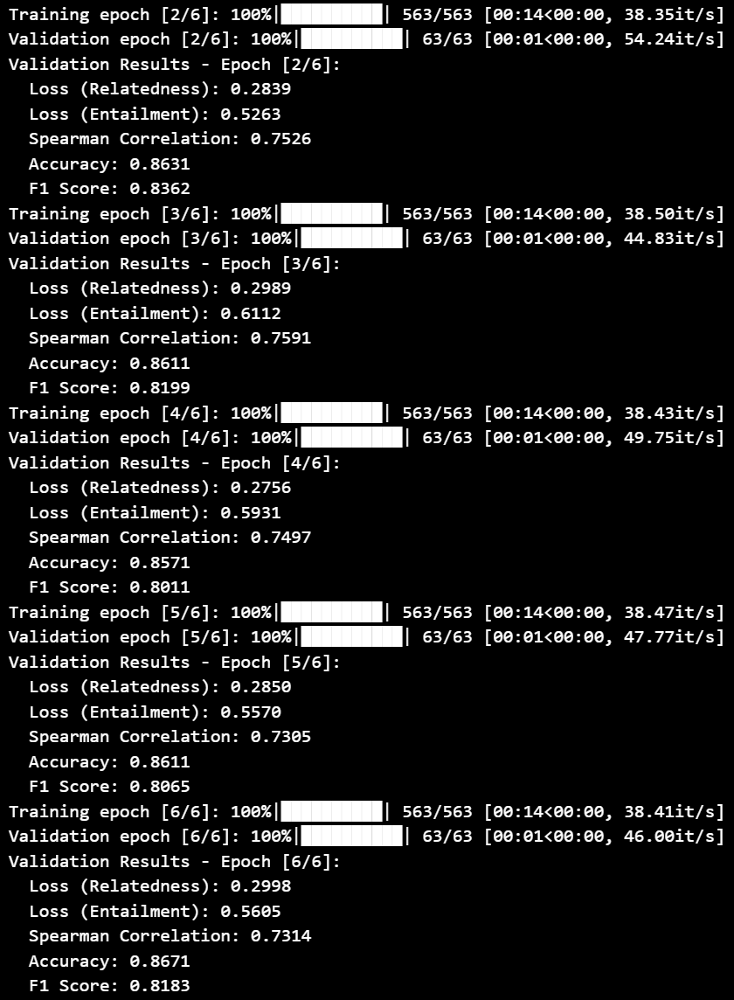 Training epoch [2/6]: 100%|██████████| 563/563 [00:14<00:00, 38.35it/s]
Validation epoch [2/6]: 100%|██████████| 63/63 [00:01<00:00, 54.24it/s]
Validation Results - Epoch [2/6]:
  Loss (Relatedness): 0.2839
  Loss (Entailment): 0.5263
  Spearman Correlation: 0.7526
  Accuracy: 0.8631
  F1 Score: 0.8362
Training epoch [3/6]: 100%|██████████| 563/563 [00:14<00:00, 38.50it/s]
Validation epoch [3/6]: 100%|██████████| 63/63 [00:01<00:00, 44.83it/s]
Validation Results - Epoch [3/6]:
  Loss (Relatedness): 0.2989
  Loss (Entailment): 0.6112
  Spearman Correlation: 0.7591
  Accuracy: 0.8611
  F1 Score: 0.8199
Training epoch [4/6]: 100%|██████████| 563/563 [00:14<00:00, 38.43it/s]
Validation epoch [4/6]: 100%|██████████| 63/63 [00:01<00:00, 49.75it/s]
Validation Results - Epoch [4/6]:
  Loss (Relatedness): 0.2756
  Loss (Entailment): 0.5931
  Spearman Correlation: 0.7497
  Accuracy: 0.8571
  F1 Score: 0.8011
Training epoch [5/6]: 100%|██████████| 563/563 [00:14<00:00, 38.47it/s]
Validation epoch [5/6]: 100%|██████████| 63/63 [00:01<00:00, 47.77it/s]
Validation Results - Epoch [5/6]:
  Loss (Relatedness): 0.2850
  Loss (Entailment): 0.5570
  Spearman Correlation: 0.7305
  Accuracy: 0.8611
  F1 Score: 0.8065
Training epoch [6/6]: 100%|██████████| 563/563 [00:14<00:00, 38.41it/s]
Validation epoch [6/6]: 100%|██████████| 63/63 [00:01<00:00, 46.00it/s]
Validation Results - Epoch [6/6]:
  Loss (Relatedness): 0.2998
  Loss (Entailment): 0.5605
  Spearman Correlation: 0.7314
  Accuracy: 0.8671
  F1 Score: 0.8183